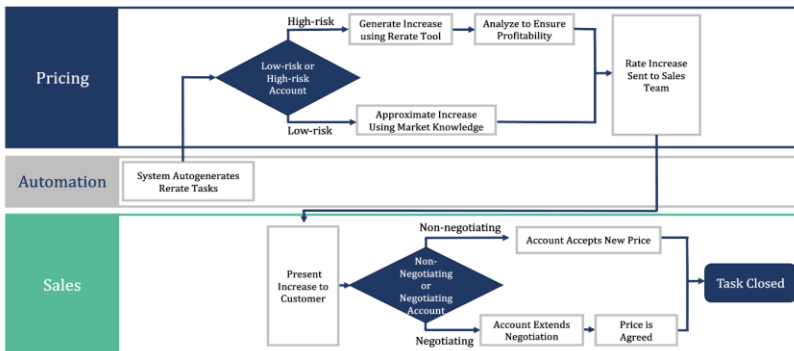 Pricing
High-risk
Generate Increase
using Rerate Tool
Analyze to Ensure
Profitability
Low-risk or
High-risk
Account
Rate Increase
Sent to Sales
Team
Approximate Increase
Using Market Knowledge
Low-risk
Automation
System Autogenerates
Rerate Tasks
Sales
Present
Increase to
Customer
Non-negotiating
Account Accepts New Price
Non-
Negotiating
or
Negotiating
Account
Task Closed
Account Extends
Negotiation
Price is
Agreed
Negotiating